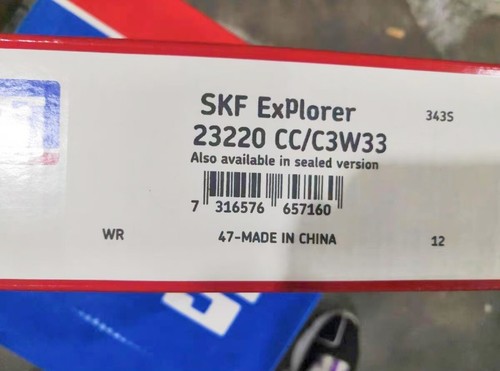 SKF Explorer
343S
23220 CC/C3W33
Also available in sealed version
7 316576 657160
WR
47-MADE IN CHINA
12